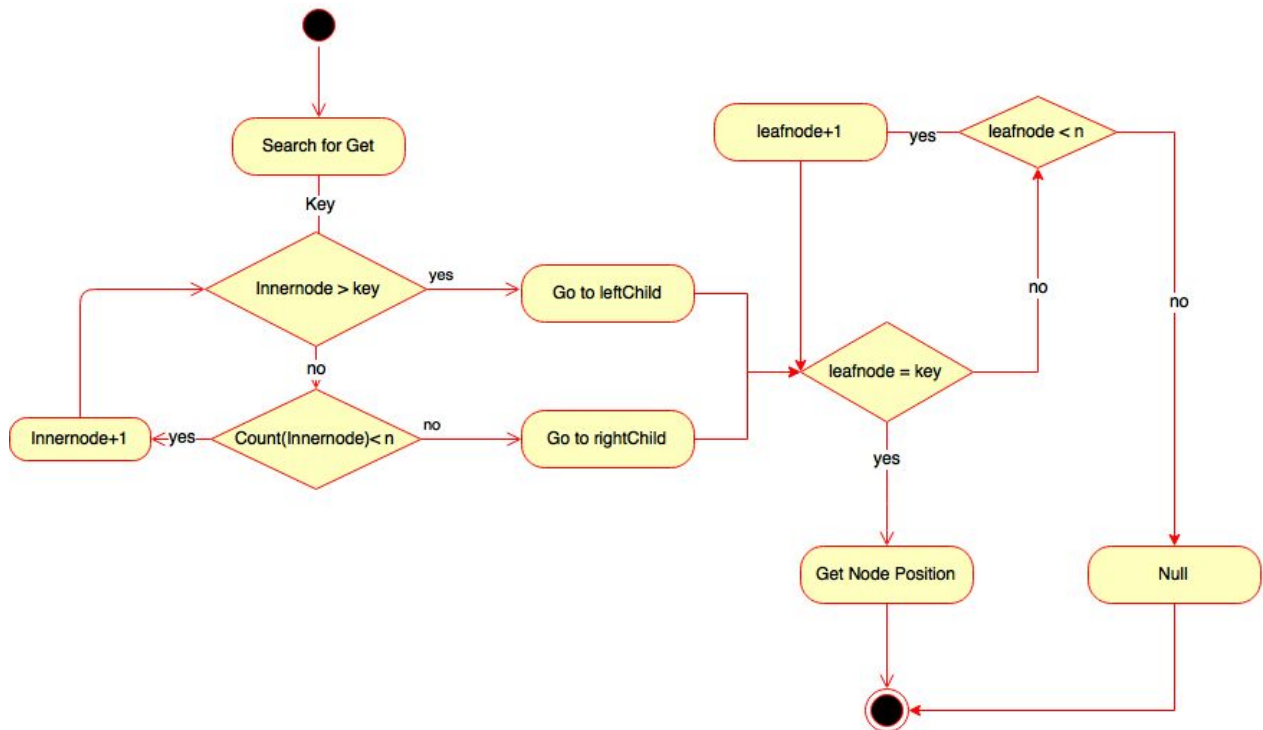 Search for Get
Key
Innernode > key
yes
Go to leftChild
no
Count(Innernode)< n
yes
Innernode+1
no
Go to rightChild
leafnode = key
yes
Get Node Position
no
leafnode < n
yes
leafnode+1
no
Null